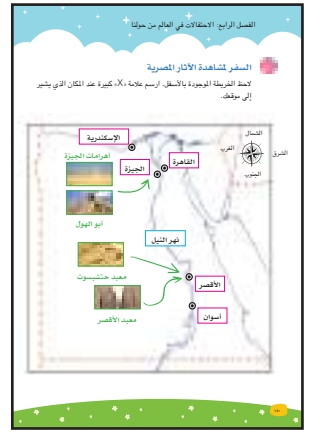 الفصل الرابع: الاحتفالات في العالم من حولنا
السفر لمشاهدة الآثار المصرية
لاحظ الخريطة الموجودة بالأسفل. ارسم علامة «X» كبيرة عند المكان الذي يشير
إلى موقعك.
الشمال
الشرق
الغرب
الجنوب
الإسكندرية
القاهرة
أهرامات الجيزة
الجيزة
أبو الهول
نهر النيل
معبد حتشبسوت
الأقصر
معبد الأقصر
أسوان